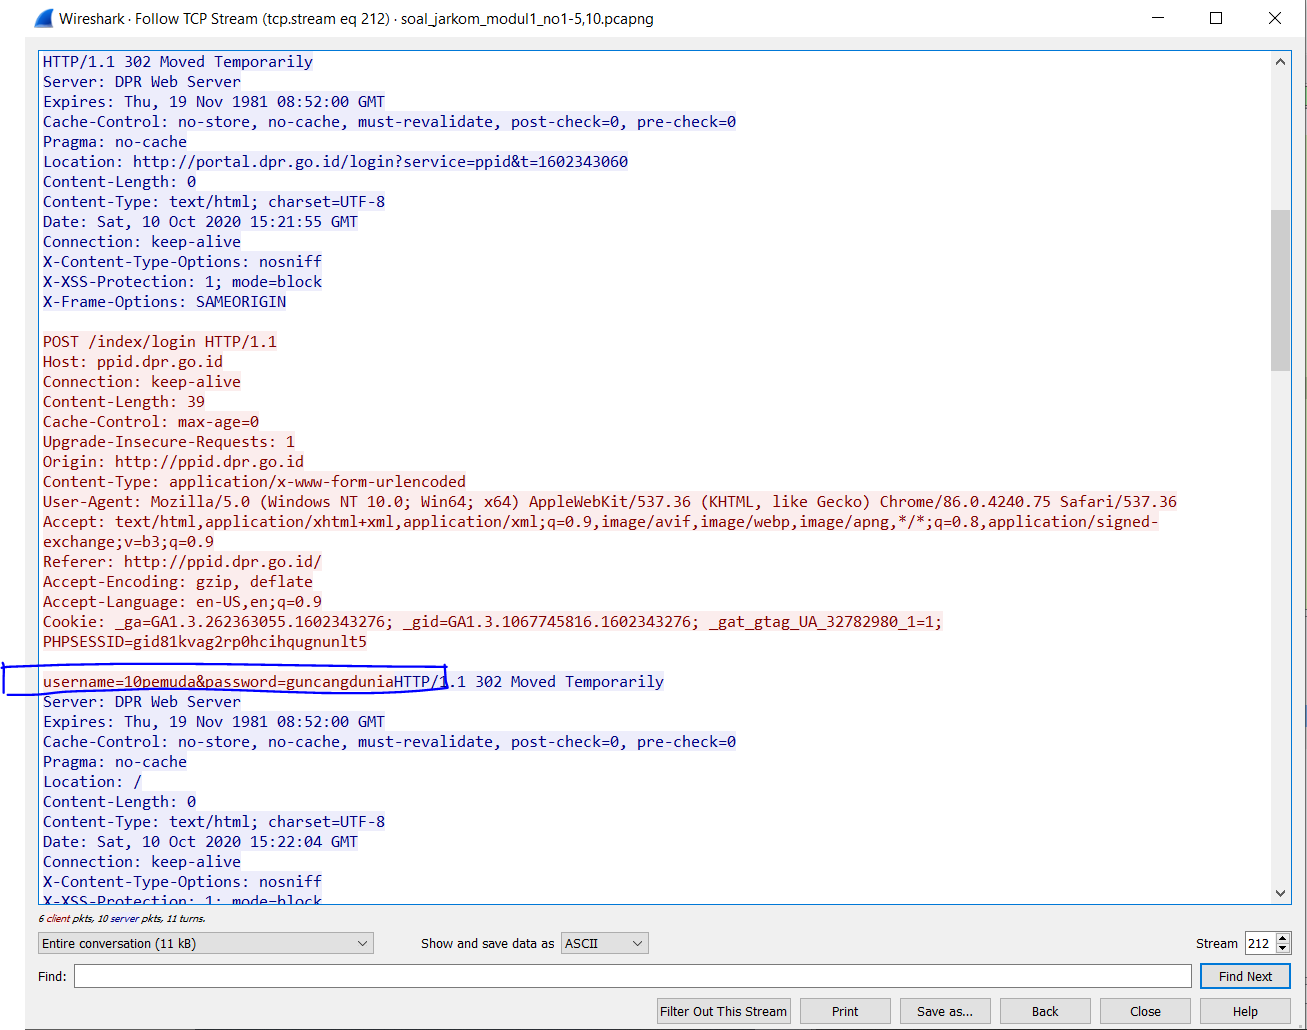 Wireshark · Follow TCP Stream (tcp.stream eq 212) · soal_jarkom_modul1_no1-5,10.pcapng
HTTP/1.1 302 Moved Temporarily
Server: DPR Web Server
Expires: Thu, 19 Nov 1981 08:52:00 GMT
Cache-Control: no-store, no-cache, must-revalidate, post-check=0, pre-check=0
Pragma: no-cache
Location: http://portal.dpr.go.id/login?service=ppid&t=1602343060
Content-Length: 0
Content-Type: text/html; charset=UTF-8
Date: Sat, 10 Oct 2020 15:21:55 GMT
Connection: keep-alive
X-Content-Type-Options: nosniff
X-XSS-Protection: 1; mode=block
X-Frame-Options: SAMEORIGIN
POST /index/login HTTP/1.1
Host: ppid.dpr.go.id
Connection: keep-alive
Content-Length: 39
Cache-Control: max-age=0
Upgrade-Insecure-Requests: 1
Origin: http://ppid.dpr.go.id
Content-Type: application/x-www-form-urlencoded
User-Agent: Mozilla/5.0 (Windows NT 10.0; Win64; x64) AppleWebKit/537.36 (KHTML, like Gecko) Chrome/86.0.4240.75 Safari/537.36
Accept: text/html,application/xhtml+xml,application/xml;q=0.9,image/avif,image/webp,image/apng,*/*;q=0.8,application/signed-
exchange;v=b3;q=0.9
Referer: http://ppid.dpr.go.id/
Accept-Encoding: gzip, deflate
Accept-Language: en-US,en;q=0.9
Cookie: _ga=GA1.3.262363055.1602343276; _gid=GA1.3.1067745816.1602343276; _gat_gtag_UA_32782980_1=1;
PHPSESSID=gid81kvag2rp0hcihqugnunlt5
username=10pemuda&password=guncangduniaHTTP/1.1 302 Moved Temporarily
Server: DPR Web Server
Expires: Thu, 19 Nov 1981 08:52:00 GMT
Cache-Control: no-store, no-cache, must-revalidate, post-check=0, pre-check=0
Pragma: no-cache
Location: /
Content-Length: 0
Content-Type: text/html; charset=UTF-8
Date: Sat, 10 Oct 2020 15:22:04 GMT
Connection: keep-alive
X-Content-Type-Options: nosniff
X-XSS-Protection: 1; mode=block
6 client pkts, 10 server pkts, 11 turns.
Entire conversation (11 kB) Show and save data as ASCII Stream 212
Find: Find Next
Filter Out This Stream Print Save as... Back Close Help